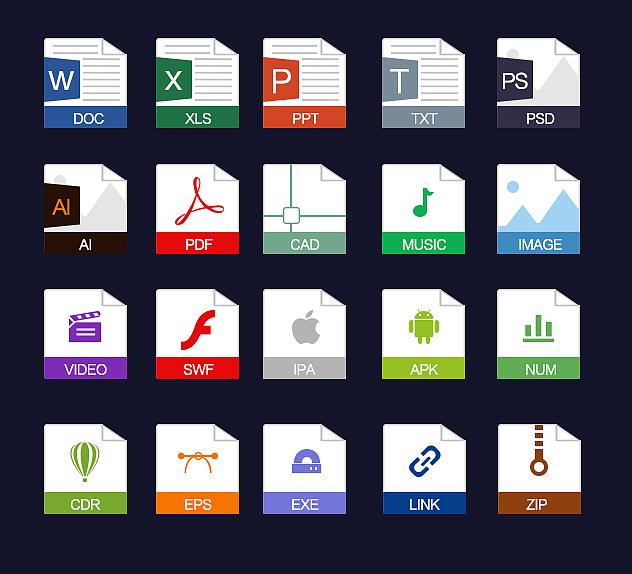 W X P T PS
DOC XLS PPT TXT PSD
AI
AI PDF CAD MUSIC IMAGE
VIDEO SWF IPA APK NUM
CDR EPS EXE LINK ZIP